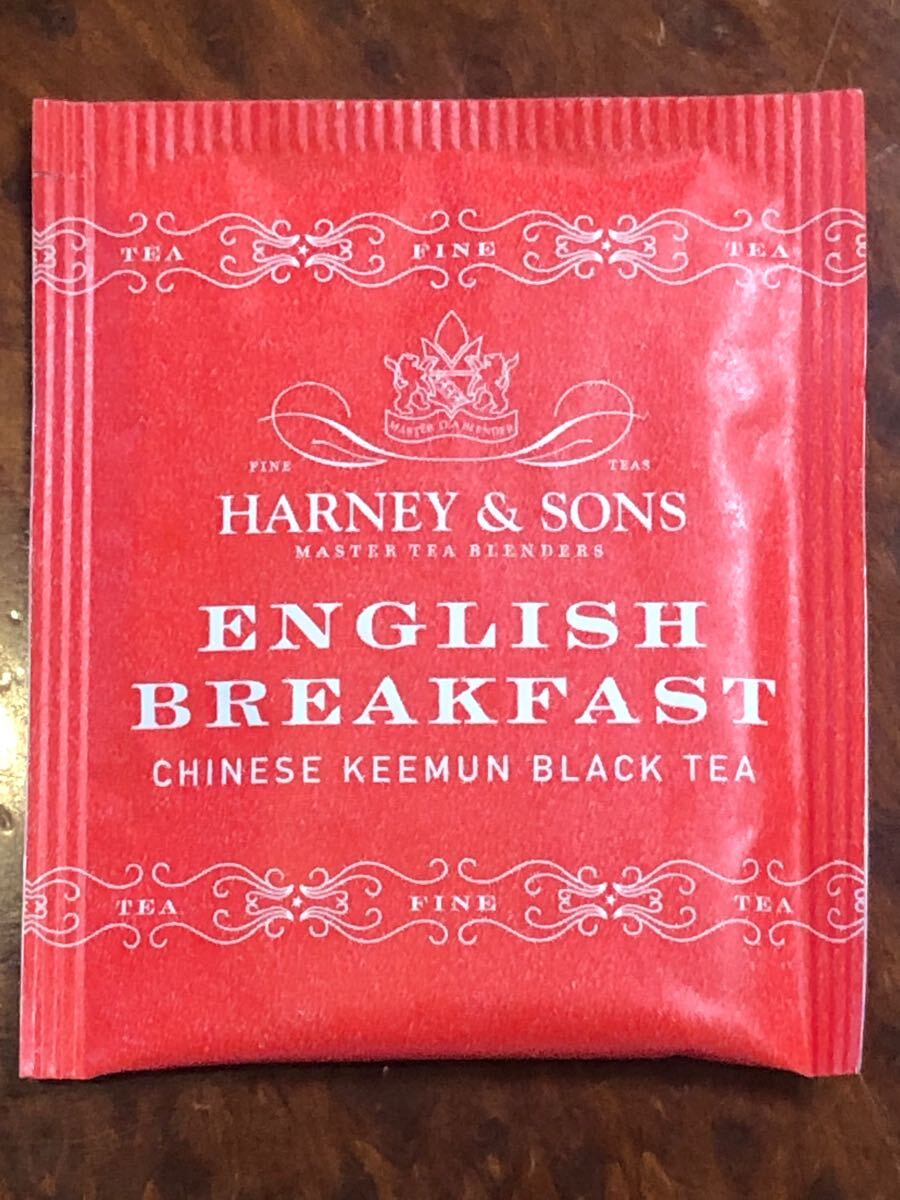 TEA FINE TEA
MASTER TEA BLENDER
FINE TEAS
HARNEY & SONS
MASTER TEA BLENDERS
ENGLISH
BREAKFAST
CHINESE KEEMUN BLACK TEA
TEA FINE TEA